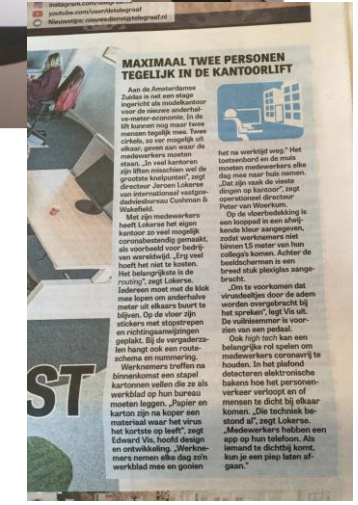 instagram.com/telegraaf
youtube.com/user/detelegraaf
Nieuwstips: nieuwsdienst@telegraaf.nl
MAXIMAAL TWEE PERSONEN
TEGELIJK IN DE KANTOORLIFT
Aan de Amsterdamse
Zuidas is net een etage
ingericht als modelkantoor
voor de nieuwe anderhal-
ve-meter-economie. In de
lift kunnen nog maar twee
mensen tegelijk mee. Twee
cirkels, zo ver mogelijk uit
elkaar, geven aan waar de
medewerkers moeten
staan. „In veel kantoren
zijn liften misschien wel de
grootste knelpunten”, zegt
directeur Jeroen Lokerse
van internationaal vastgoe-
dadviesbureau Cushman &
Wakefield.
Met zijn medewerkers
heeft Lokerse het eigen
kantoor zo veel mogelijk
coronabestendig gemaakt,
als voorbeeld voor bedrij-
ven wereldwijd. „Erg veel
hoeft het niet te kosten.
Het belangrijkste is de
routing”, zegt Lokerse.
Iedereen moet met de klok
mee lopen om anderhalve
meter uit elkaars buurt te
blijven. Op de vloer zijn
stickers met stopstrepen
en richtingaanwijzingen
geplakt. Bij de vergaderza-
len hangt ook een route-
schema en nummering.
Werknemers treffen na
binnenkomst een stapel
kartonnen vellen die ze als
werkblad op hun bureau
moeten leggen. „Papier en
karton zijn na koper een
materiaal waar het virus
het kortste op leeft”, zegt
Edward Vis, hoofd design
en ontwikkeling. „Werkne-
mers nemen elke dag zo'n
werkblad mee en gooien
het na werktijd weg.” Het
toetsenbord en de muis
moeten medewerkers elke
dag mee naar huis nemen.
„Dat zijn vaak de vieste
dingen op kantoor”, zegt
operationeel directeur
Peter van Woerkum.
Op de vloerbedekking is
een looppad in een afwij-
kende kleur aangegeven,
zodat werknemers niet
binnen 1,5 meter van hun
collega's komen. Achter de
beeldschermen is een
breed stuk plexiglas aange-
bracht.
„Om te voorkomen dat
virusdeeltjes door de adem
worden overgebracht bij
het spreken”, legt Vis uit.
De vuilnisemmer is voor-
zien van een pedaal.
Ook high tech kan een
belangrijke rol spelen om
medewerkers coronavrij te
houden. In het plafond
detecteren elektronische
bakens hoe het personen-
verkeer verloopt en of
mensen te dicht bij elkaar
komen. „Die techniek be-
stond al”, zegt Lokerse.
„Medewerkers hebben een
app op hun telefoon. Als
iemand te dichtbij komt,
kun je een piep laten af-
gaan.”
ST